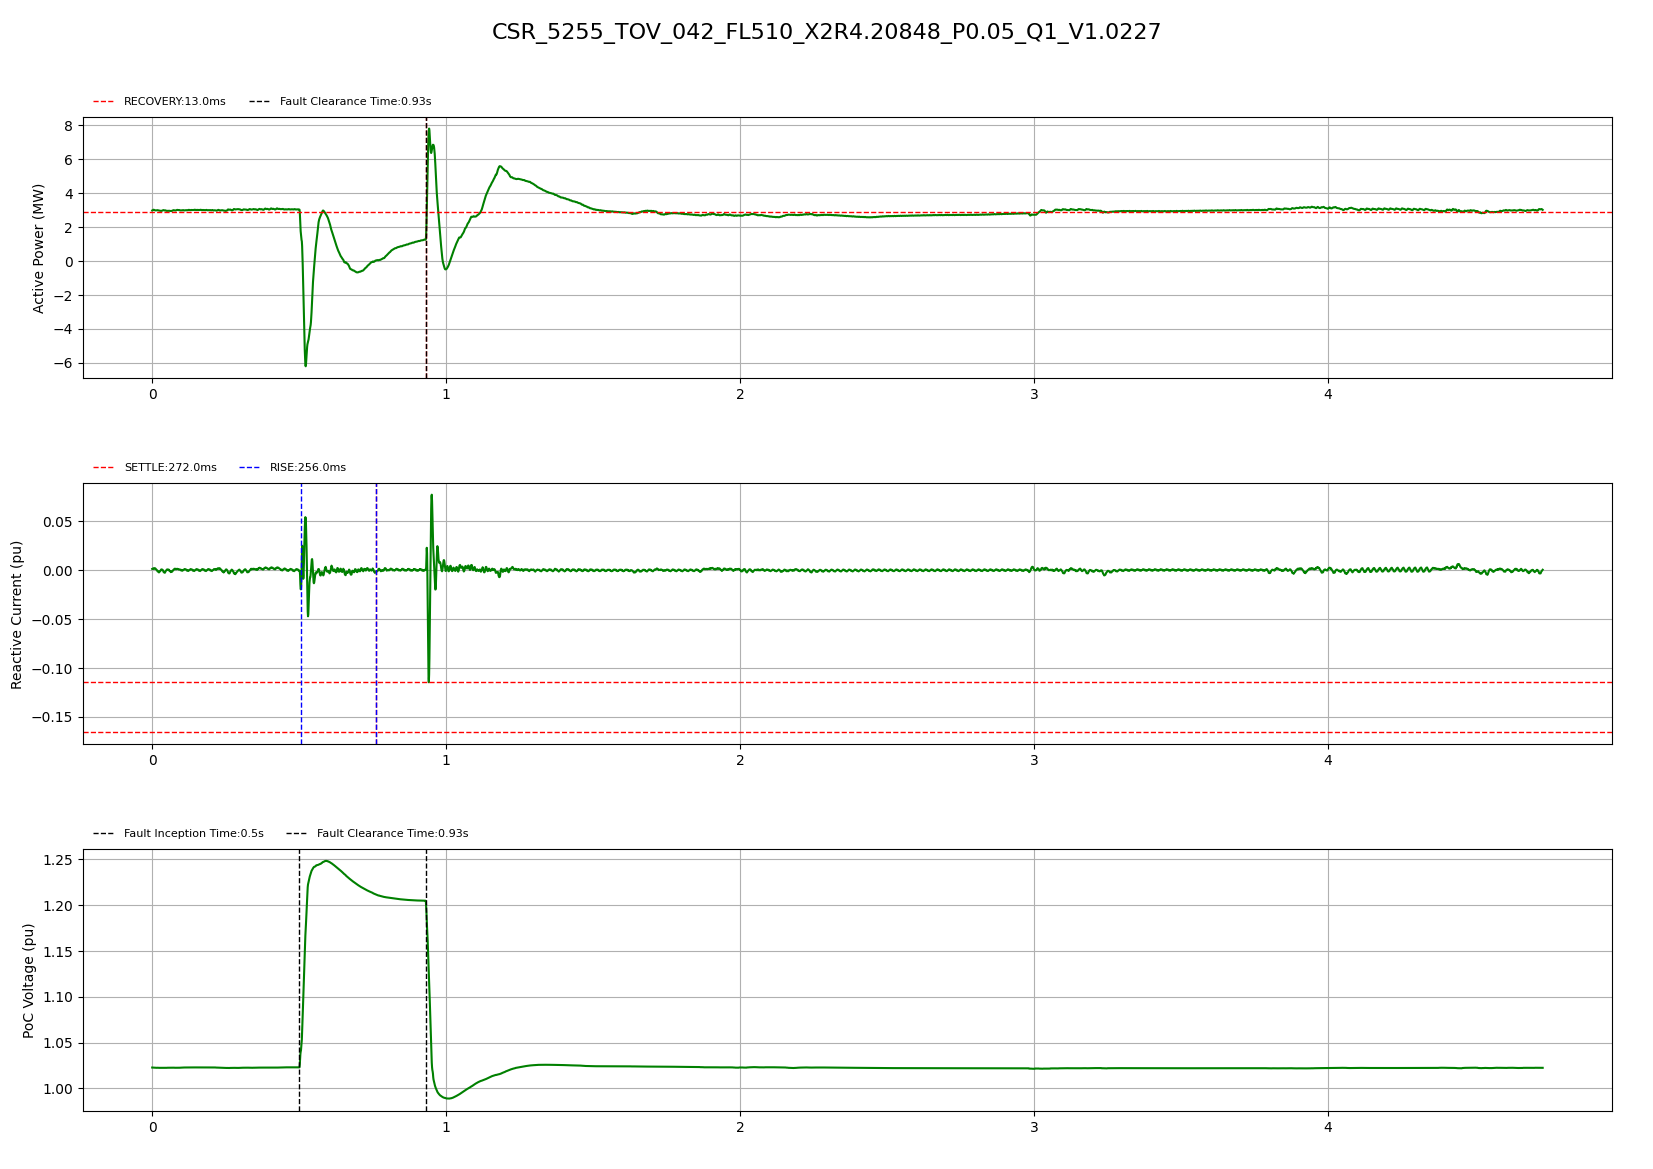 CSR_5255_TOV_042_FL510_X2R4.20848_P0.05_Q1_V1.0227
RECOVERY:13.0ms Fault Clearance Time:0.93s
8
6
4
2
0
−2
−4
−6
Active Power (MW)
0 1 2 3 4
SETTLE:272.0ms RISE:256.0ms
0.05
0.00
−0.05
−0.10
−0.15
Reactive Current (pu)
0 1 2 3 4
Fault Inception Time:0.5s Fault Clearance Time:0.93s
1.25
1.20
1.15
1.10
1.05
1.00
PoC Voltage (pu)
0 1 2 3 4